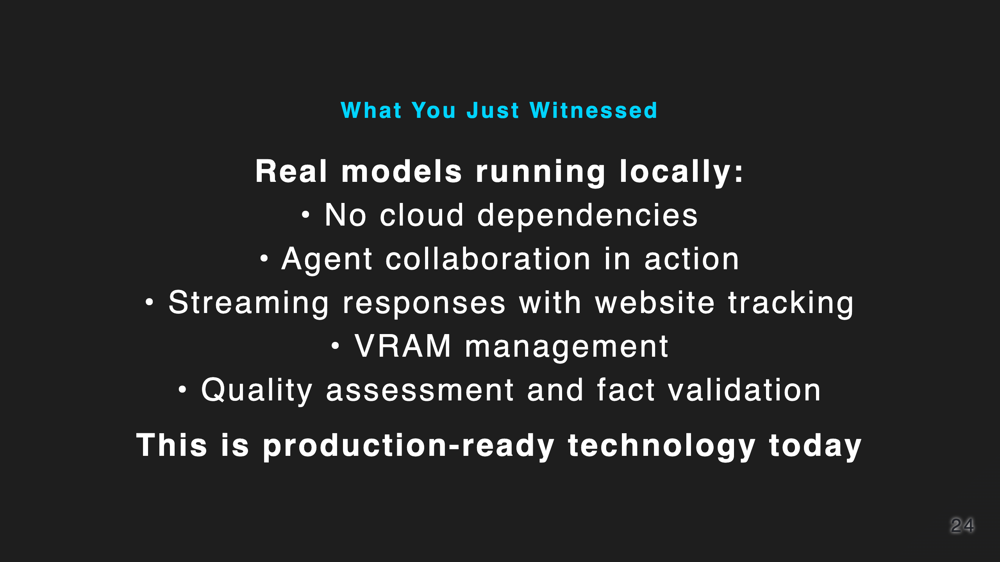 What You Just Witnessed
Real models running locally:
• No cloud dependencies
• Agent collaboration in action
• Streaming responses with website tracking
• VRAM management
• Quality assessment and fact validation
This is production-ready technology today
24